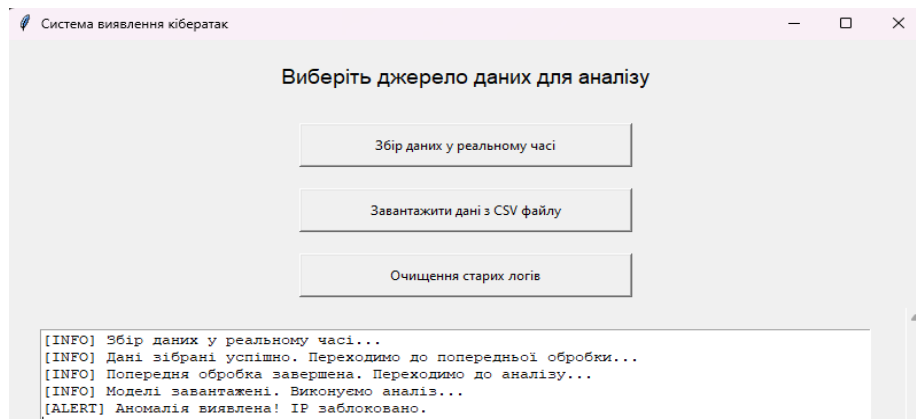 Система виявлення кібератак
Виберіть джерело даних для аналізу
Збір даних у реальному часі
Завантажити дані з CSV файлу
Очищення старих логів
[INFO] Збір даних у реальному часі...
[INFO] Дані зібрані успішно. Переходимо до попередньої обробки...
[INFO] Попередня обробка завершена. Переходимо до аналізу...
[INFO] Моделі завантажені. Виконуємо аналіз...
[ALERT] Аномалія виявлена! IP заблоковано.